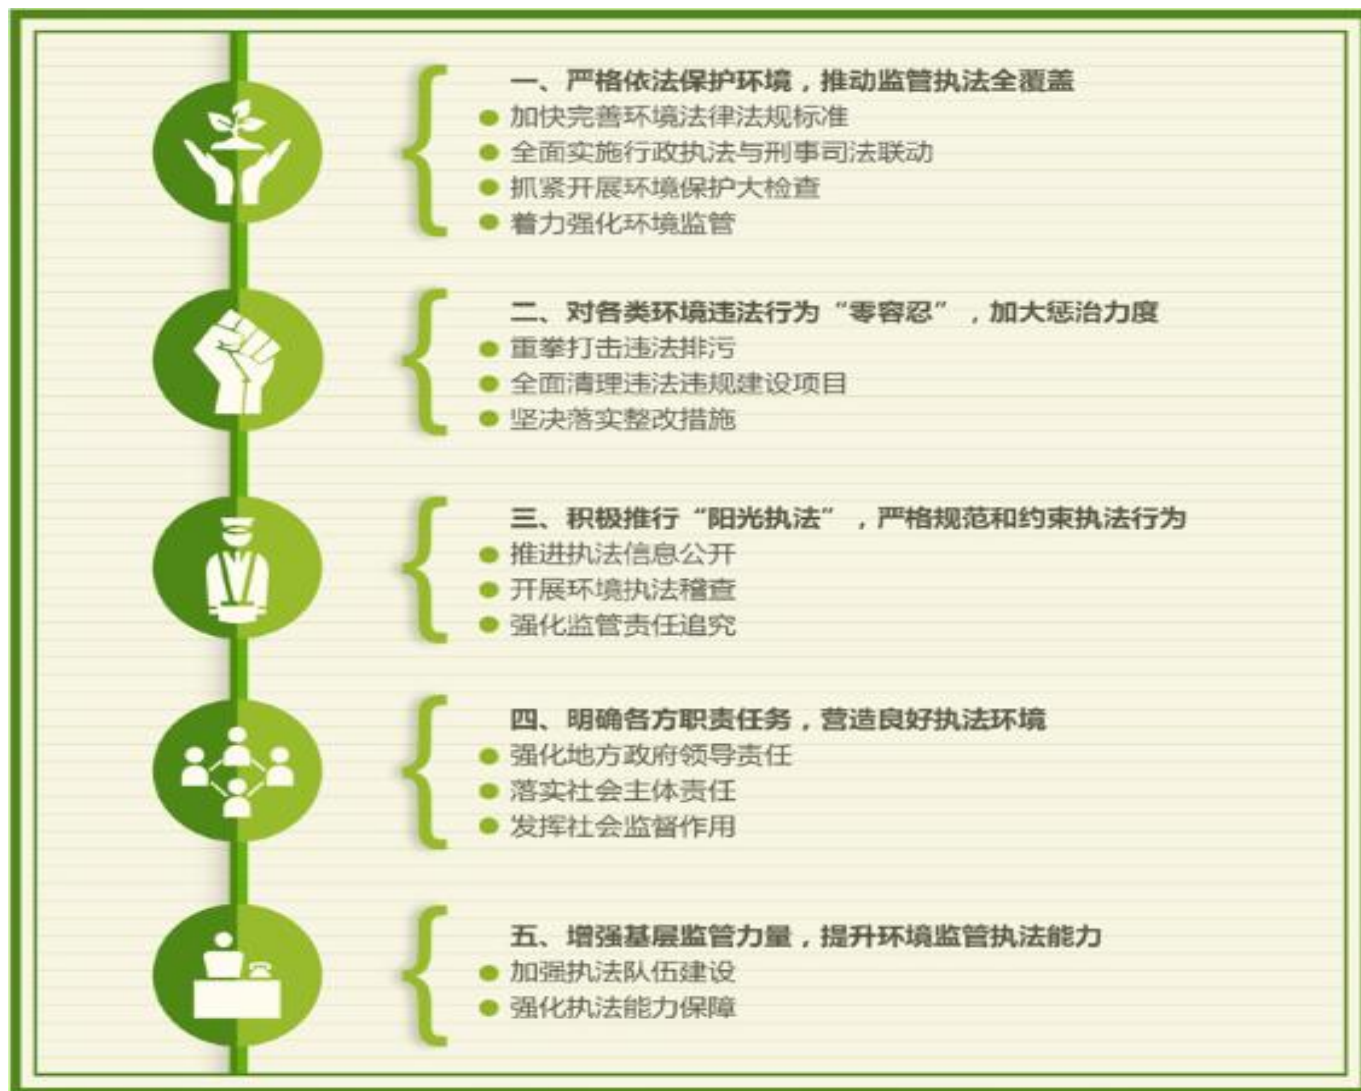 一、严格依法保护环境，推动监管执法全覆盖
加快完善环境法律法规标准
全面实施行政执法与刑事司法联动
抓紧开展环境保护大检查
着力强化环境监管
二、对各类环境违法行为“零容忍”，加大惩治力度
重拳打击违法排污
全面清理违法违规建设项目
坚决落实整改措施
三、积极推行“阳光执法”，严格规范和约束执法行为
推进执法信息公开
开展环境执法稽查
强化监管责任追究
四、明确各方职责任务，营造良好执法环境
强化地方政府领导责任
落实社会主体责任
发挥社会监督作用
五、增强基层监管力量，提升环境监管执法能力
加强执法队伍建设
强化执法能力保障